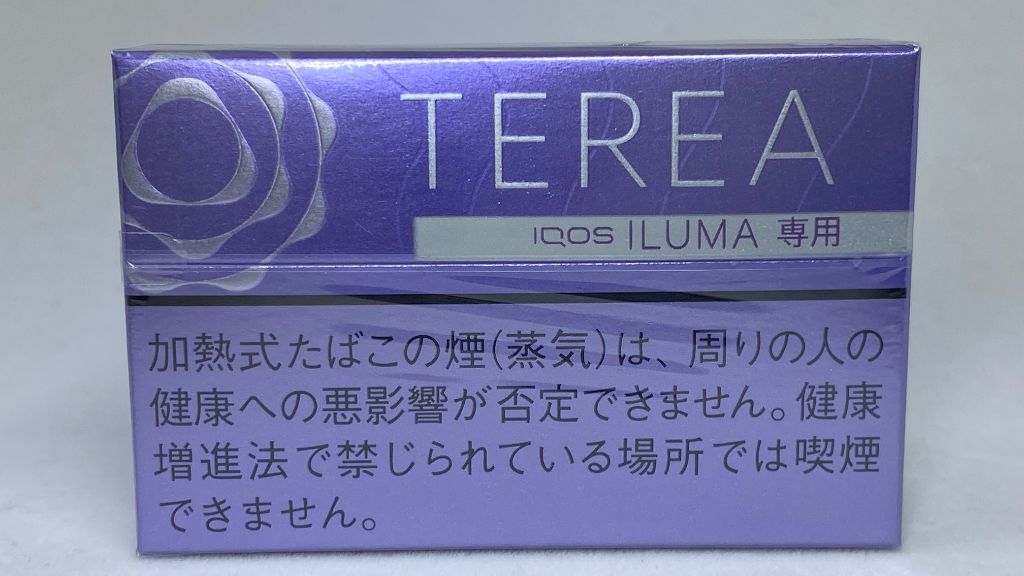 TEREA
IQOS ILUMA 専用
加熱式たばこの煙(蒸気)は、周りの人の
健康への悪影響が否定できません。健康
増進法で禁じられている場所では喫煙
できません。